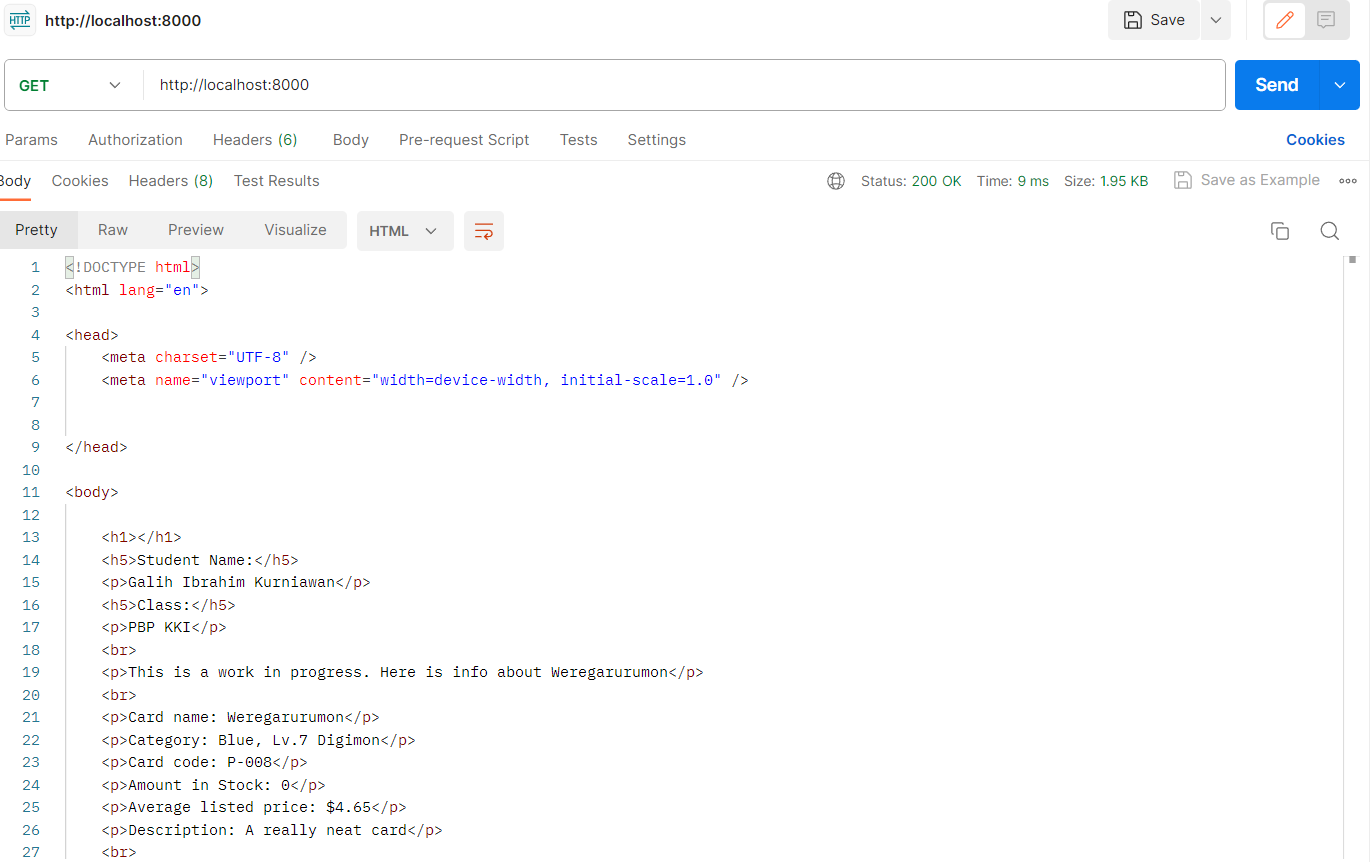 HTTP http://localhost:8000 Save
GET http://localhost:8000 Send
Params Authorization Headers (6) Body Pre-request Script Tests Settings Cookies
Body Cookies Headers (8) Test Results Status: 200 OK Time: 9 ms Size: 1.95 KB Save as Example
Pretty Raw Preview Visualize HTML
1 <!DOCTYPE html>
2 <html lang="en">
3
4 <head>
5 <meta charset="UTF-8" />
6 <meta name="viewport" content="width=device-width, initial-scale=1.0" />
7
8
9 </head>
10
11 <body>
12
13 <h1></h1>
14 <h5>Student Name:</h5>
15 <p>Galih Ibrahim Kurniawan</p>
16 <h5>Class:</h5>
17 <p>PBP KKI</p>
18 <br>
19 <p>This is a work in progress. Here is info about Weregarurumon</p>
20 <br>
21 <p>Card name: Weregarurumon</p>
22 <p>Category: Blue, Lv.7 Digimon</p>
23 <p>Card code: P-008</p>
24 <p>Amount in Stock: 0</p>
25 <p>Average listed price: $4.65</p>
26 <p>Description: A really neat card</p>
27 <br>